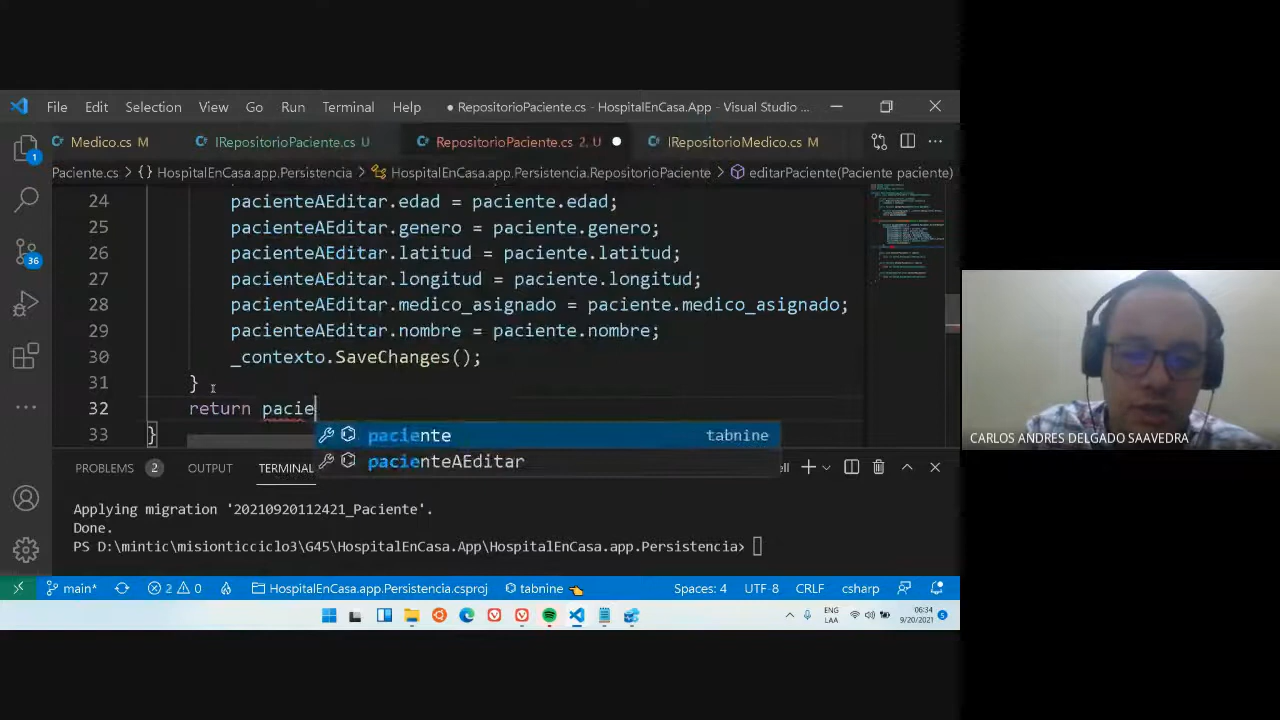 File Edit Selection View Go Run Terminal Help ● RepositorioPaciente.cs - HospitalEnCasa.App - Visual Studio ...
Medico.cs M IRepositorioPaciente.cs U RepositorioPaciente.cs 2, U IRepositorioMedico.cs M ...
1
Paciente.cs > {} HospitalEnCasa.app.Persistencia > HospitalEnCasa.app.Persistencia.RepositorioPaciente > editarPaciente(Paciente paciente)
24 pacienteAEditar.edad = paciente.edad;
25 pacienteAEditar.genero = paciente.genero;
26 pacienteAEditar.latitud = paciente.latitud;
36
27 pacienteAEditar.longitud = paciente.longitud;
28 pacienteAEditar.medico_asignado = paciente.medico_asignado;
29 pacienteAEditar.nombre = paciente.nombre;
30 _contexto.SaveChanges();
31 }
32 return pacie
33 }
paciente tabnine
pacienteAEditar
CARLOS ANDRES DELGADO SAAVEDRA
PROBLEMS 2 OUTPUT TERMINAL ell
Applying migration '20210920112421_Paciente'.
Done.
PS D:\mintic\misionticciclo3\G45\HospitalEnCasa.App\HospitalEnCasa.app.Persistencia>
main* 2 0 HospitalEnCasa.app.Persistencia.csproj tabnine Spaces: 4 UTF-8 CRLF csharp
ENG 06:34
LAA 9/20/2021 5